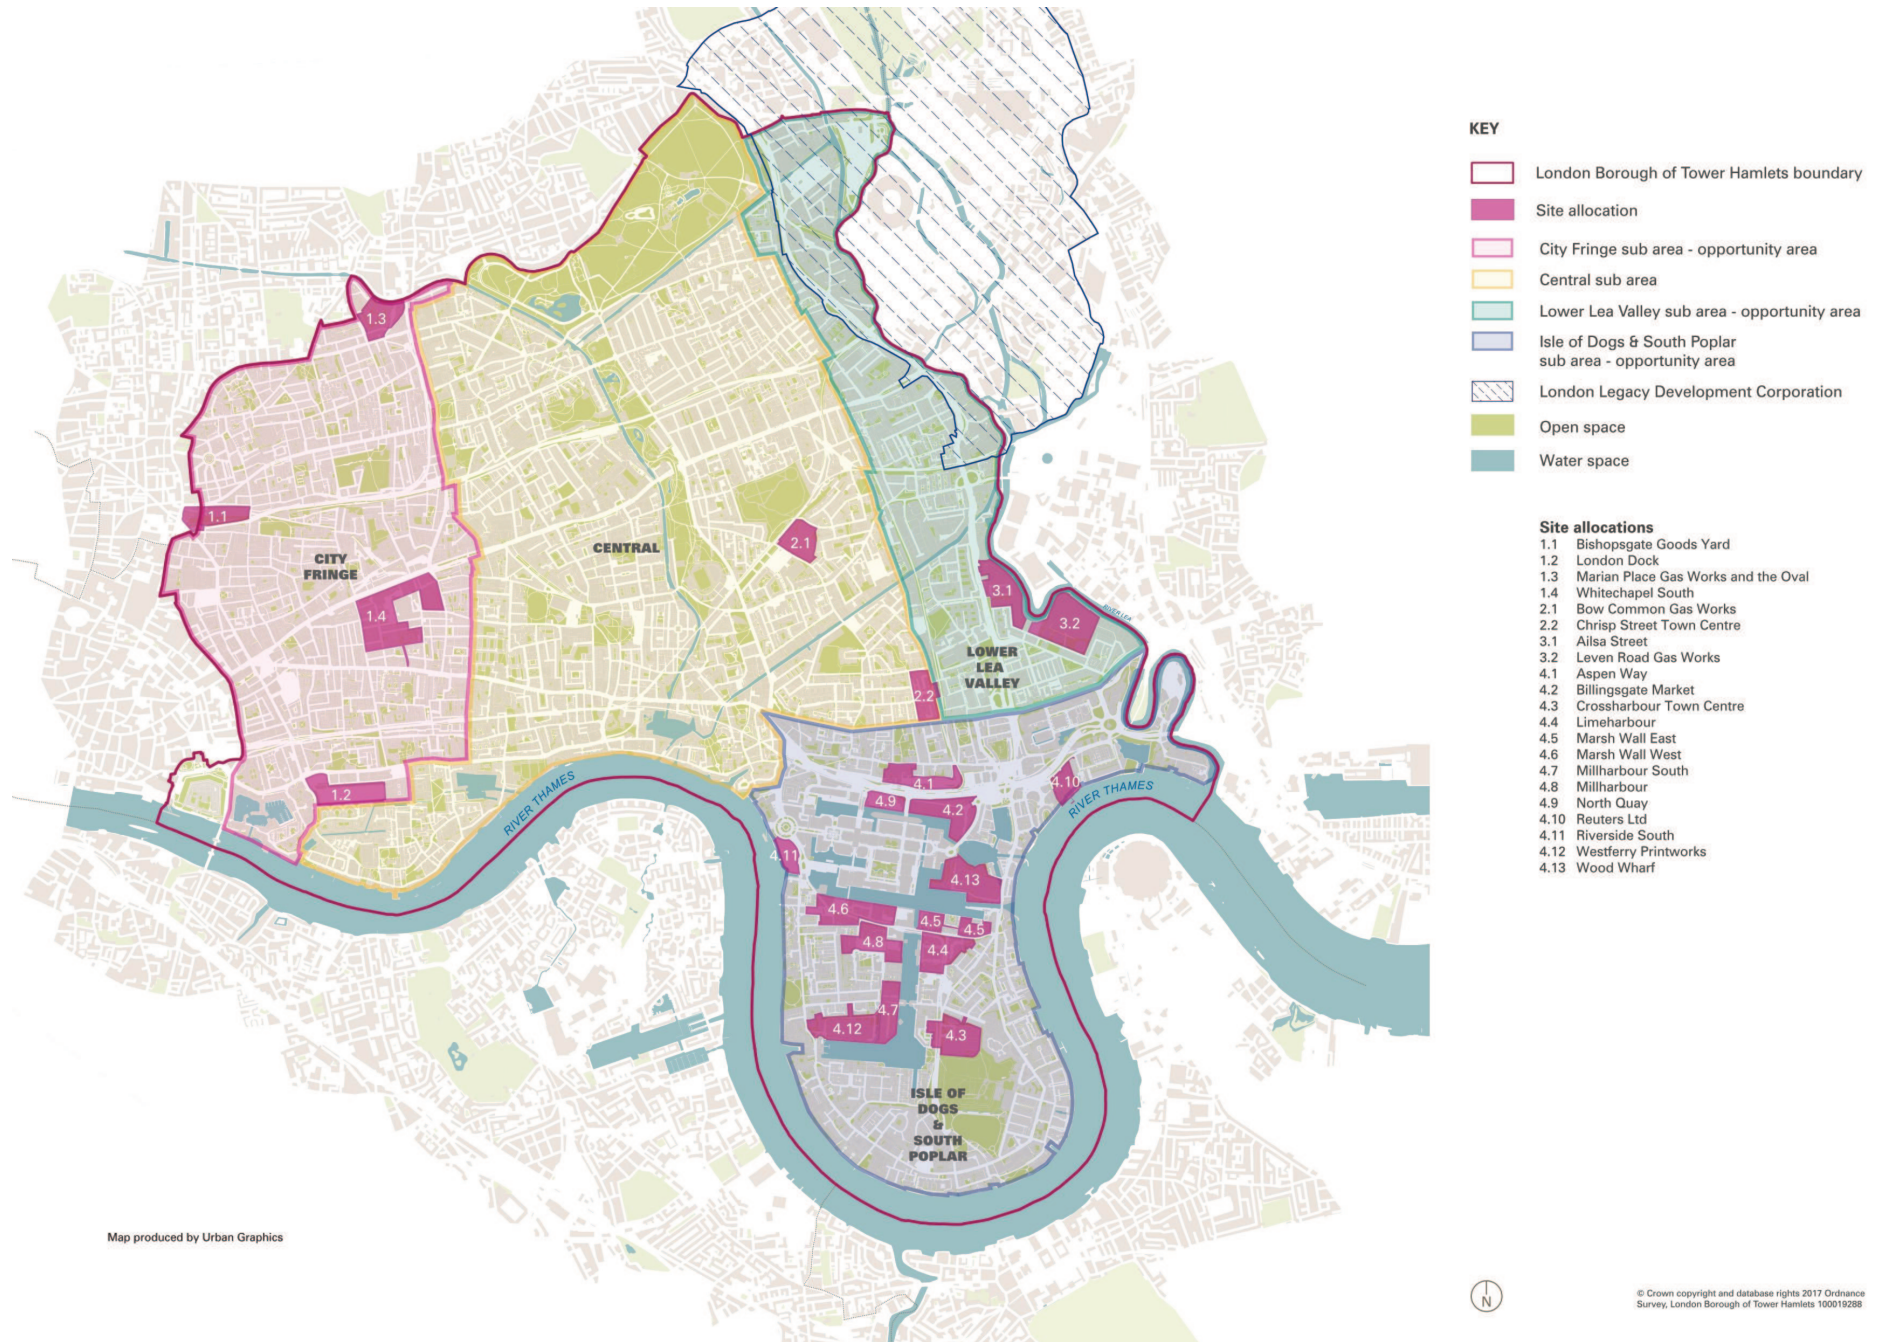 1.3
1.1
CITY
FRINGE
1.4
1.2
CENTRAL
2.1
2.2
3.1
3.2
RIVER LEA
LOWER
LEA
VALLEY
RIVER THAMES
RIVER THAMES
4.1
4.10
4.9
4.2
4.11
4.13
4.6
4.5
4.5
4.8
4.4
4.7
4.12
4.3
ISLE OF
DOGS
&
SOUTH
POPLAR
Map produced by Urban Graphics
KEY
London Borough of Tower Hamlets boundary
Site allocation
City Fringe sub area - opportunity area
Central sub area
Lower Lea Valley sub area - opportunity area
Isle of Dogs & South Poplar
sub area - opportunity area
London Legacy Development Corporation
Open space
Water space
Site allocations
1.1 Bishopsgate Goods Yard
1.2 London Dock
1.3 Marian Place Gas Works and the Oval
1.4 Whitechapel South
2.1 Bow Common Gas Works
2.2 Chrisp Street Town Centre
3.1 Ailsa Street
3.2 Leven Road Gas Works
4.1 Aspen Way
4.2 Billingsgate Market
4.3 Crossharbour Town Centre
4.4 Limeharbour
4.5 Marsh Wall East
4.6 Marsh Wall West
4.7 Millharbour South
4.8 Millharbour
4.9 North Quay
4.10 Reuters Ltd
4.11 Riverside South
4.12 Westferry Printworks
4.13 Wood Wharf
N
© Crown copyright and database rights 2017 Ordnance
Survey, London Borough of Tower Hamlets 100019288